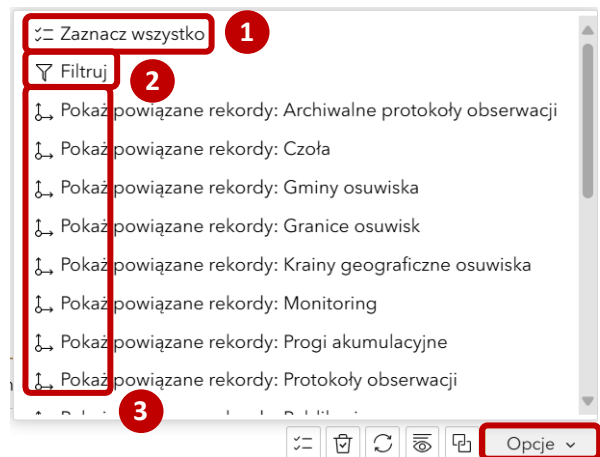 Zaznacz wszystko 1
Filtruj 2
Pokaż powiązane rekordy: Archiwalne protokoły obserwacji
Pokaż powiązane rekordy: Czoła
Pokaż powiązane rekordy: Gminy osuwiska
Pokaż powiązane rekordy: Granice osuwisk
Pokaż powiązane rekordy: Krainy geograficzne osuwiska
Pokaż powiązane rekordy: Monitoring
Pokaż powiązane rekordy: Progi akumulacyjne
Pokaż powiązane rekordy: Protokoły obserwacji
3
Opcje